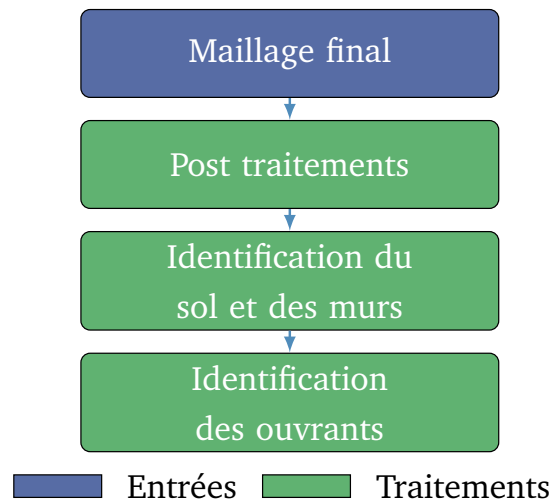 Maillage final
Post traitements
Identification du
sol et des murs
Identification
des ouvrants
Entrées Traitements